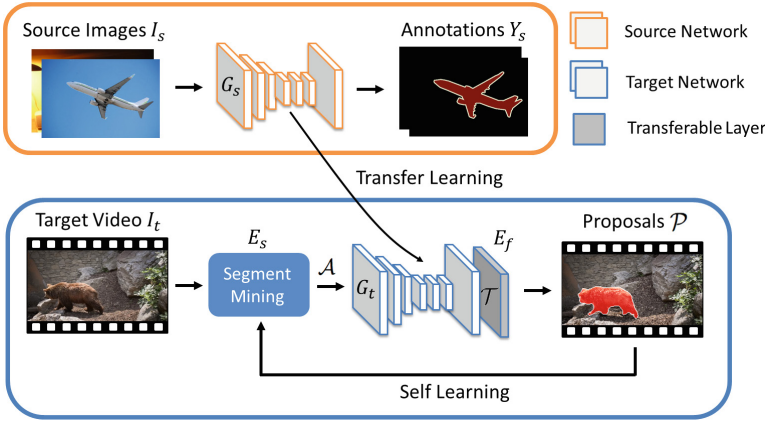 Source Images I_s
G_s
Annotations Y_s
Source Network
Target Network
Transferable Layer
Transfer Learning
Target Video I_t
E_s
Segment
Mining
𝒜
G_t
E_f
𝒯
Proposals 𝒫
Self Learning